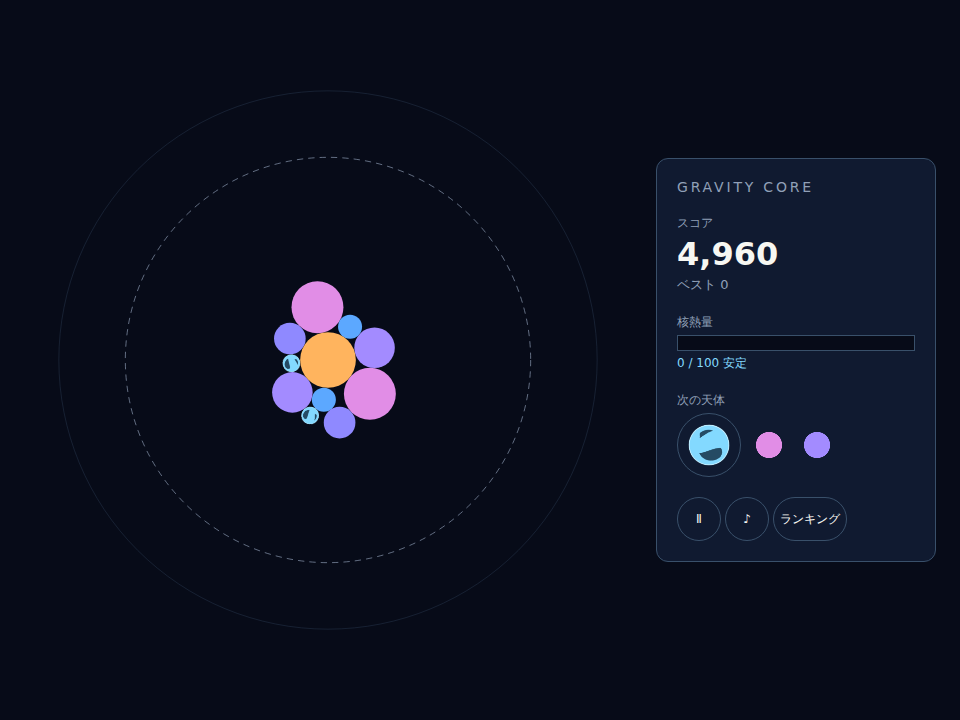 GRAVITY CORE
スコア
4,960
ベスト 0
核熱量
0 / 100 安定
次の天体
Ⅱ
♪
ランキング